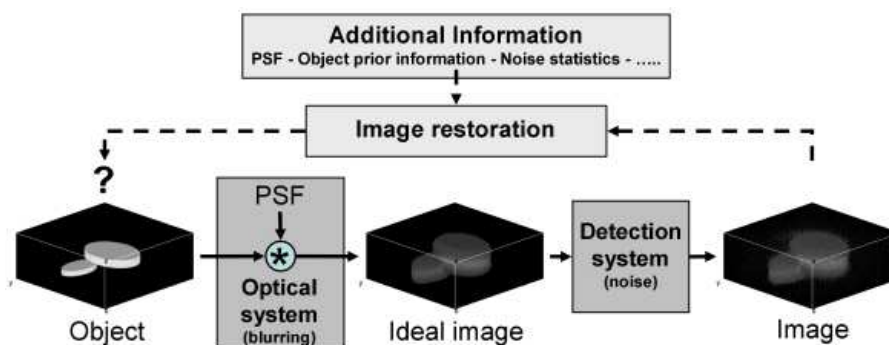 Additional Information
PSF - Object prior information - Noise statistics - .....
Image restoration
?
PSF
*
Optical
system
(blurring)
Detection
system
(noise)
Object
Ideal image
Image